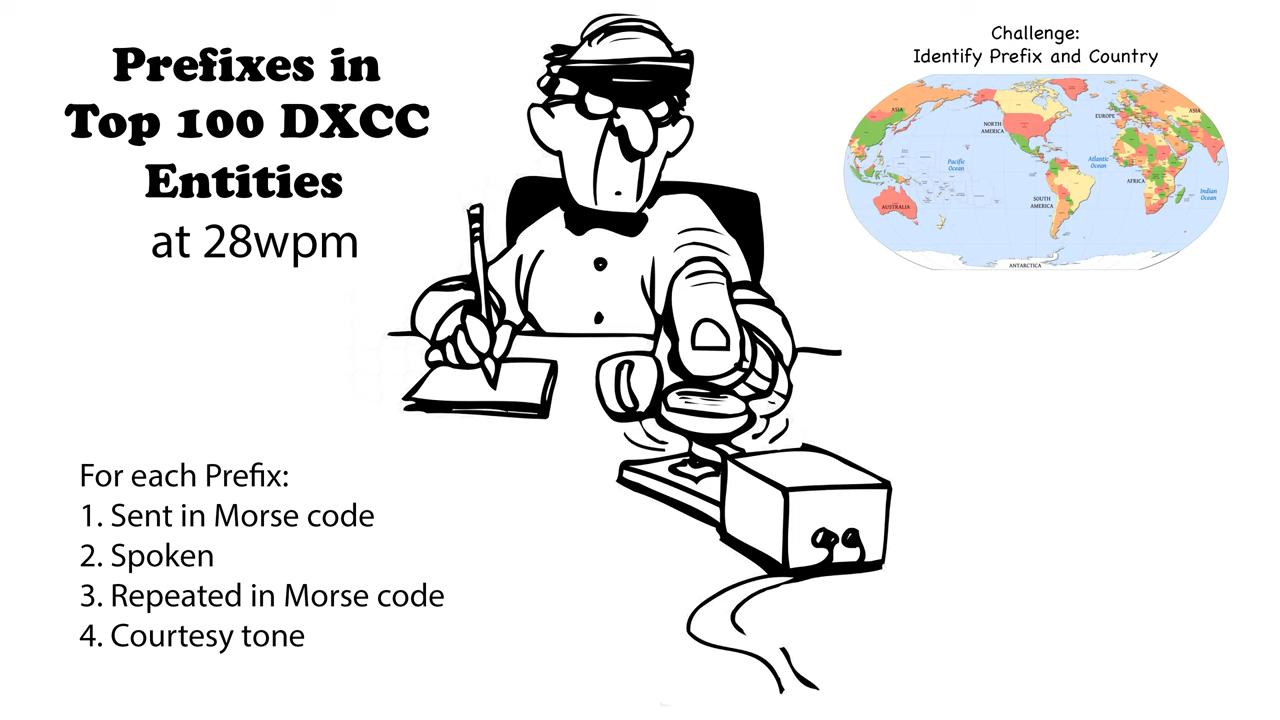 Prefixes in
Top 100 DXCC
Entities
at 28wpm
Challenge:
Identify Prefix and Country
ASIA
NORTH
AMERICA
EUROPE
ASIA
Pacific
Ocean
Atlantic
Ocean
AFRICA
SOUTH
AMERICA
Indian
Ocean
AUSTRALIA
ANTARCTICA
For each Prefix:
1. Sent in Morse code
2. Spoken
3. Repeated in Morse code
4. Courtesy tone